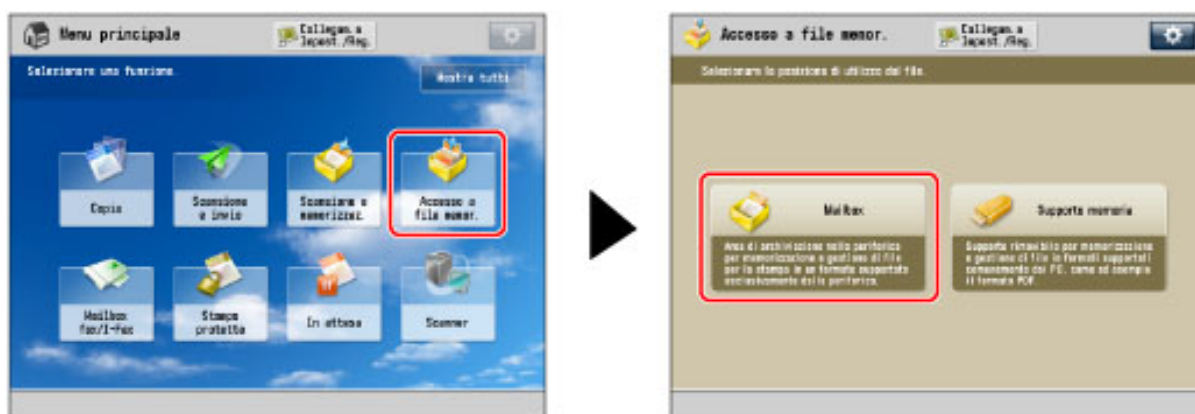 Menu principale
Collegam. a
Impost./Reg.
Selezionare una funzione.
Mostra tutti
Copia
Scansione
e invio
Scansione e
memorizzaz.
Accesso a
file memor.
Mailbox
fax/I-Fax
Stampa
protetta
In attesa
Scanner
Accesso a file memor.
Collegam. a
Impost./Reg.
Selezionare la posizione di utilizzo del file.
Mailbox
Area di archiviazione nella periferica
per memorizzazione e gestione di file
per la stampa in un formato supportato
esclusivamente dalla periferica.
Supporto memoria
Supporto rimovibile per memorizzazione
e gestione di file in formati supportati
comunemente dai PC, come ad esempio
il formato PDF.